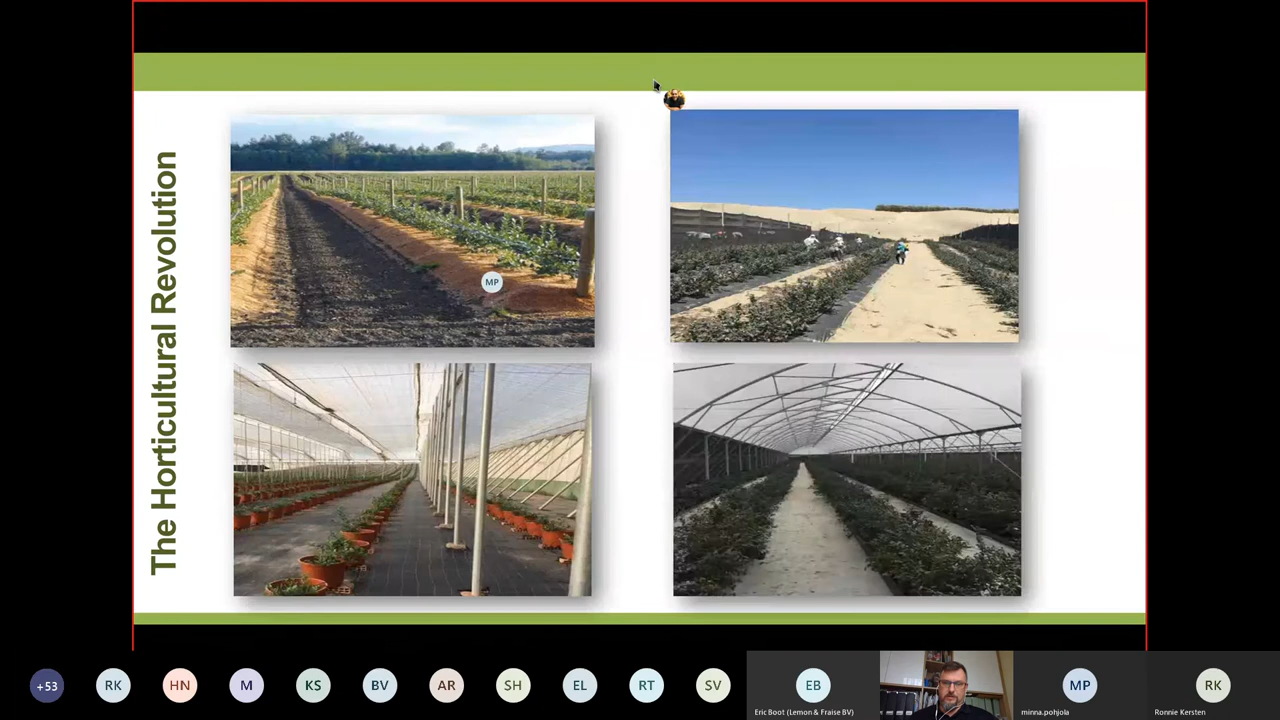 The Horticultural Revolution
MP
+53
RK
HN
M
KS
BV
AR
SH
EL
RT
SV
EB
Eric Boot (Lemon & Fraise BV)
MP
minna.pohjola
RK
Ronnie Kersten